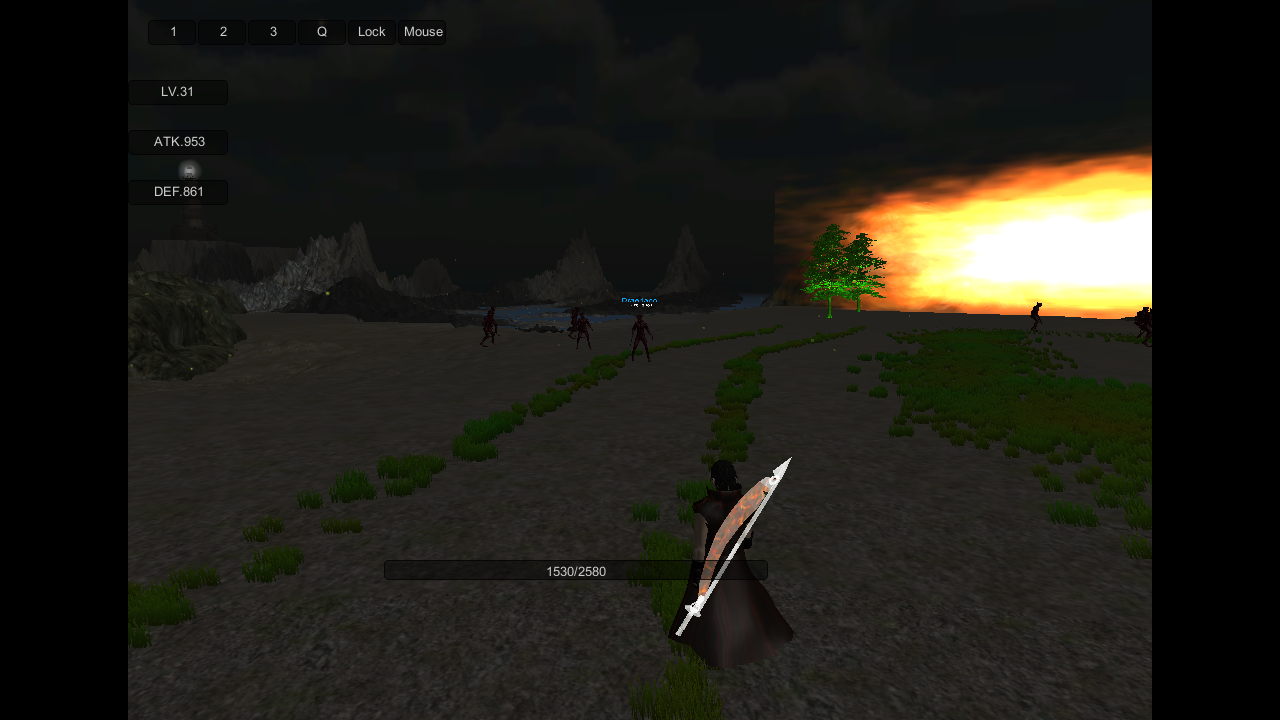 1 2 3 Q Lock Mouse
LV.31
ATK.953
DEF.861
1530/2580